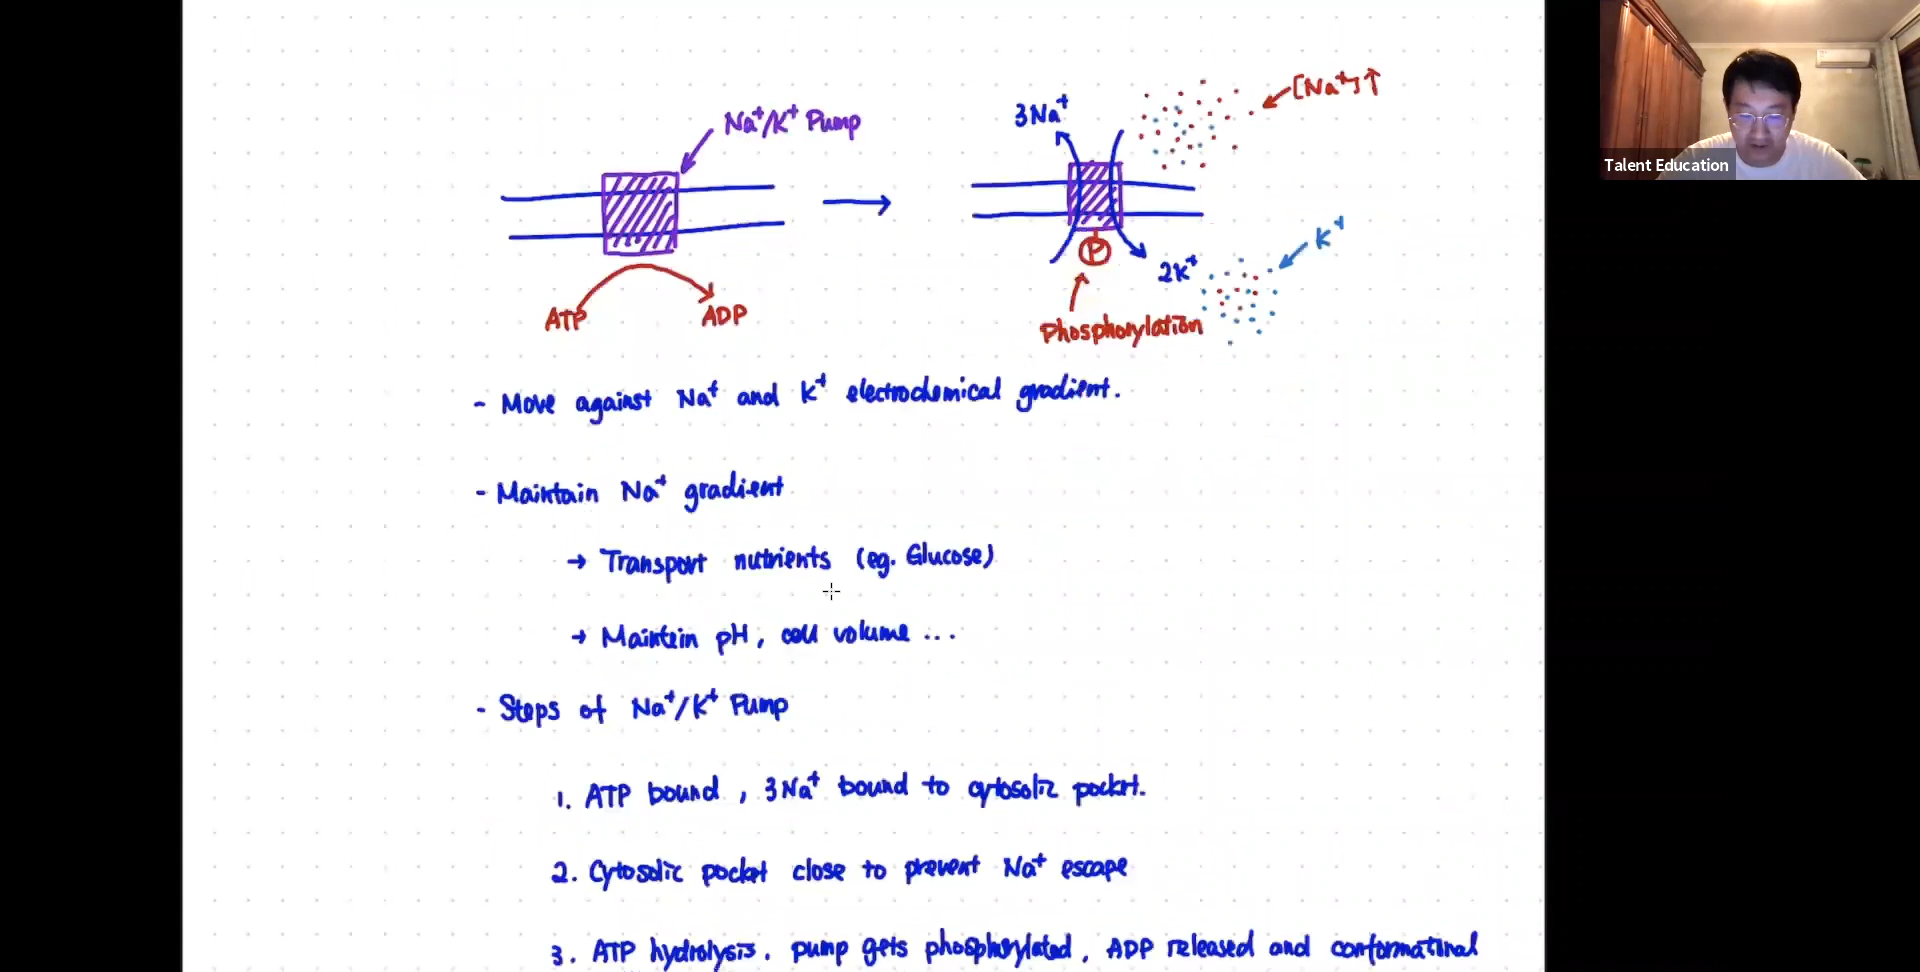 Na⁺/K⁺ Pump
3Na⁺
[Na⁺]↑
Talent Education
K⁺
P
2K⁺
ATP
ADP
Phosphorylation
- Move against Na⁺ and K⁺ electrochemical gradient.
- Maintain Na⁺ gradient
→ Transport nutrients (eg. Glucose)
→ Maintein pH, cell volume ...
- Steps of Na⁺/K⁺ Pump
1. ATP bound, 3Na⁺ bound to cytosolic pocket.
2. Cytosolic pocket close to prevent Na⁺ escape
3. ATP hydrolysis. pump gets phosphorylated, ADP released and conformational